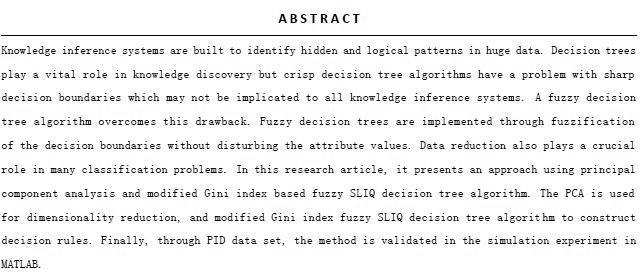 ABSTRACT
Knowledge inference systems are built to identify hidden and logical patterns in huge data. Decision trees
play a vital role in knowledge discovery but crisp decision tree algorithms have a problem with sharp
decision boundaries which may not be implicated to all knowledge inference systems. A fuzzy decision
tree algorithm overcomes this drawback. Fuzzy decision trees are implemented through fuzzification
of the decision boundaries without disturbing the attribute values. Data reduction also plays a crucial
role in many classification problems. In this research article, it presents an approach using principal
component analysis and modified Gini index based fuzzy SLIQ decision tree algorithm. The PCA is used
for dimensionality reduction, and modified Gini index fuzzy SLIQ decision tree algorithm to construct
decision rules. Finally, through PID data set, the method is validated in the simulation experiment in
MATLAB.